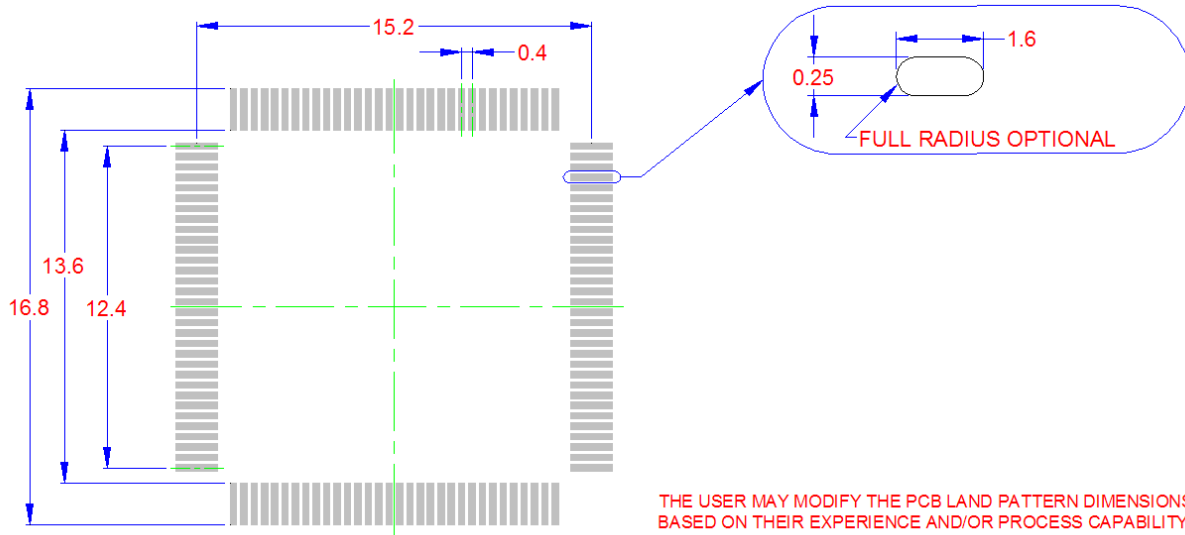 15.2
0.4
1.6
0.25
FULL RADIUS OPTIONAL
13.6
16.8
12.4
THE USER MAY MODIFY THE PCB LAND PATTERN DIMENSIONS
BASED ON THEIR EXPERIENCE AND/OR PROCESS CAPABILITY